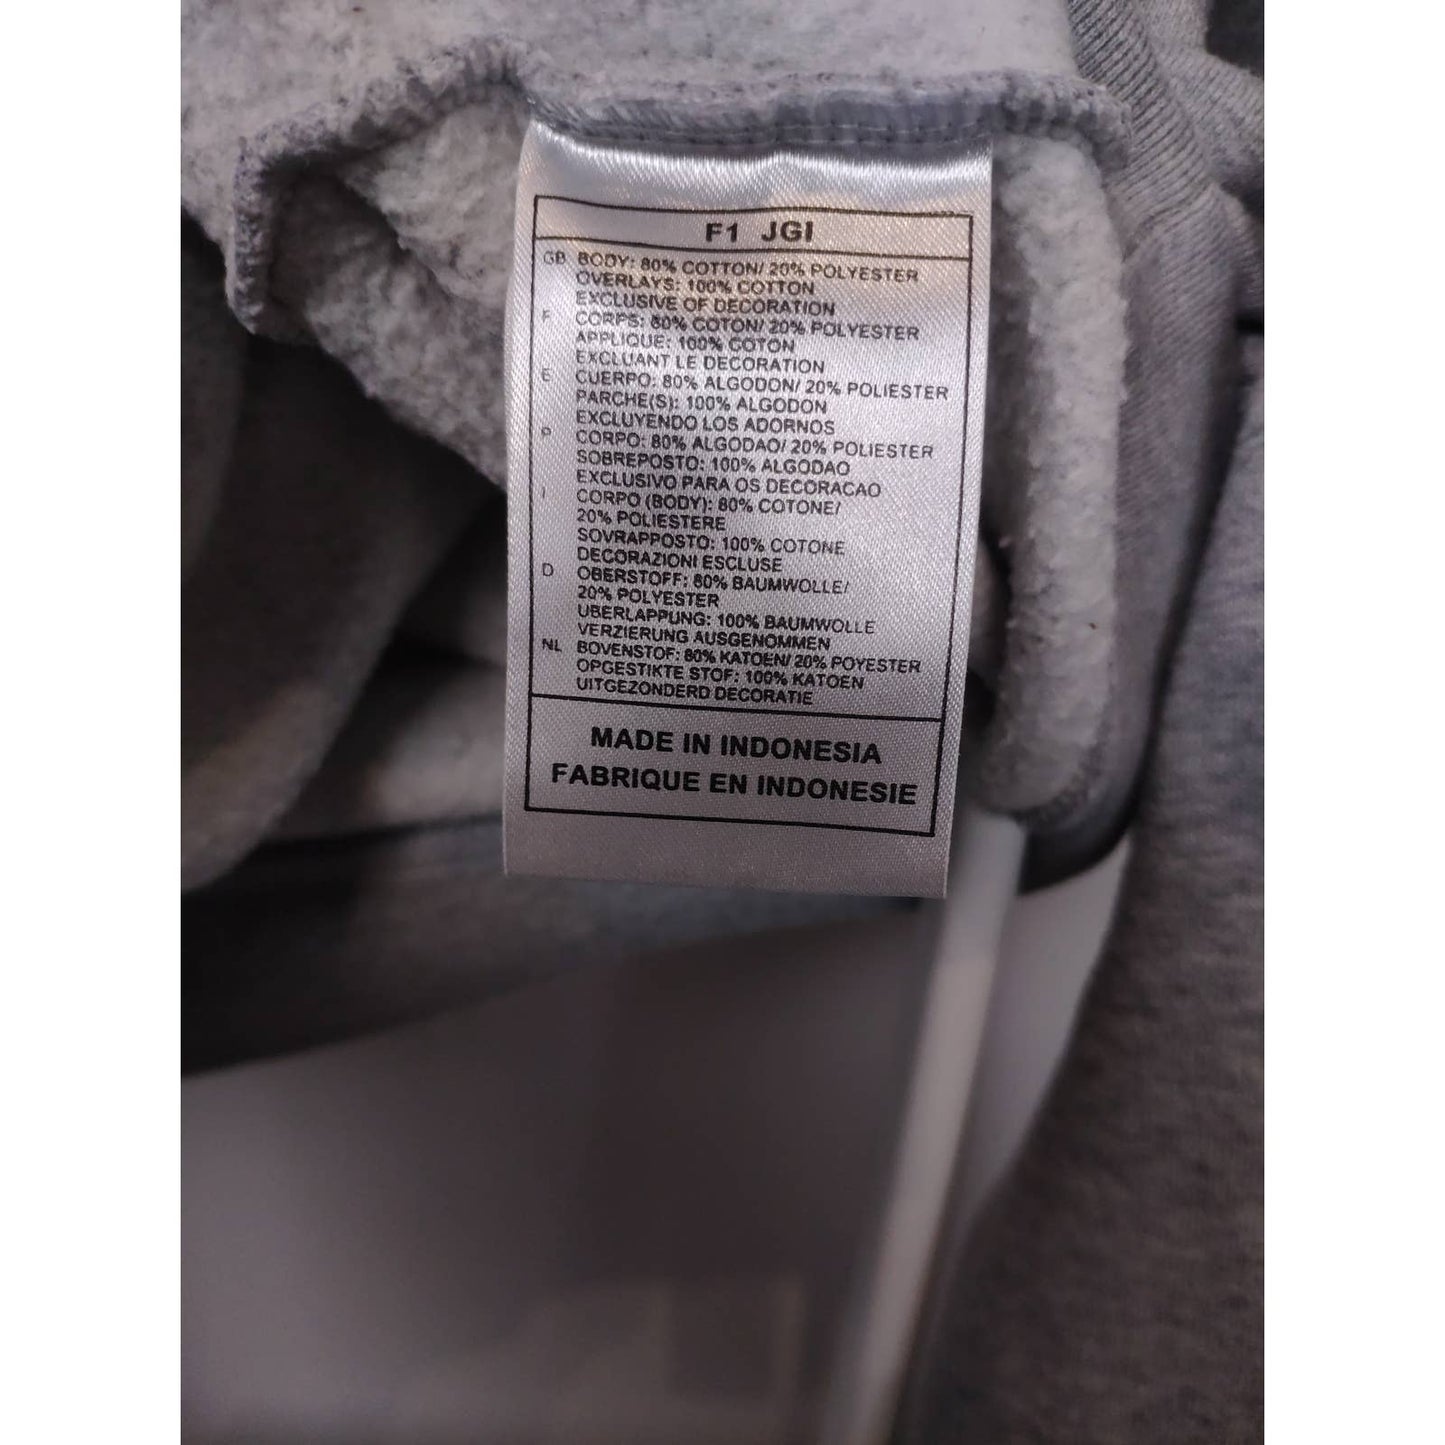 F1 JGI
GB BODY: 80% COTTON/ 20% POLYESTER
OVERLAYS: 100% COTTON
EXCLUSIVE OF DECORATION
F CORPS: 80% COTON/ 20% POLYESTER
APPLIQUE: 100% COTON
EXCLUANT LE DECORATION
E CUERPO: 80% ALGODON/ 20% POLIESTER
PARCHE(S): 100% ALGODON
EXCLUYENDO LOS ADORNOS
P CORPO: 80% ALGODAO/ 20% POLIESTER
SOBREPOSTO: 100% ALGODAO
EXCLUSIVO PARA OS DECORACAO
I CORPO (BODY): 80% COTONE/
20% POLIESTERE
SOVRAPPOSTO: 100% COTONE
DECORAZIONI ESCLUSE
D OBERSTOFF: 80% BAUMWOLLE/
20% POLYESTER
UBERLAPPUNG: 100% BAUMWOLLE
VERZIERUNG AUSGENOMMEN
NL BOVENSTOF: 80% KATOEN/ 20% POYESTER
OPGESTIKTE STOF: 100% KATOEN
UITGEZONDERD DECORATIE
MADE IN INDONESIA
FABRIQUE EN INDONESIE